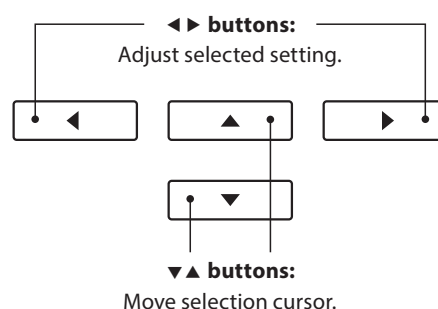 ◀ ▶ buttons:
Adjust selected setting.
▼▲ buttons:
Move selection cursor.